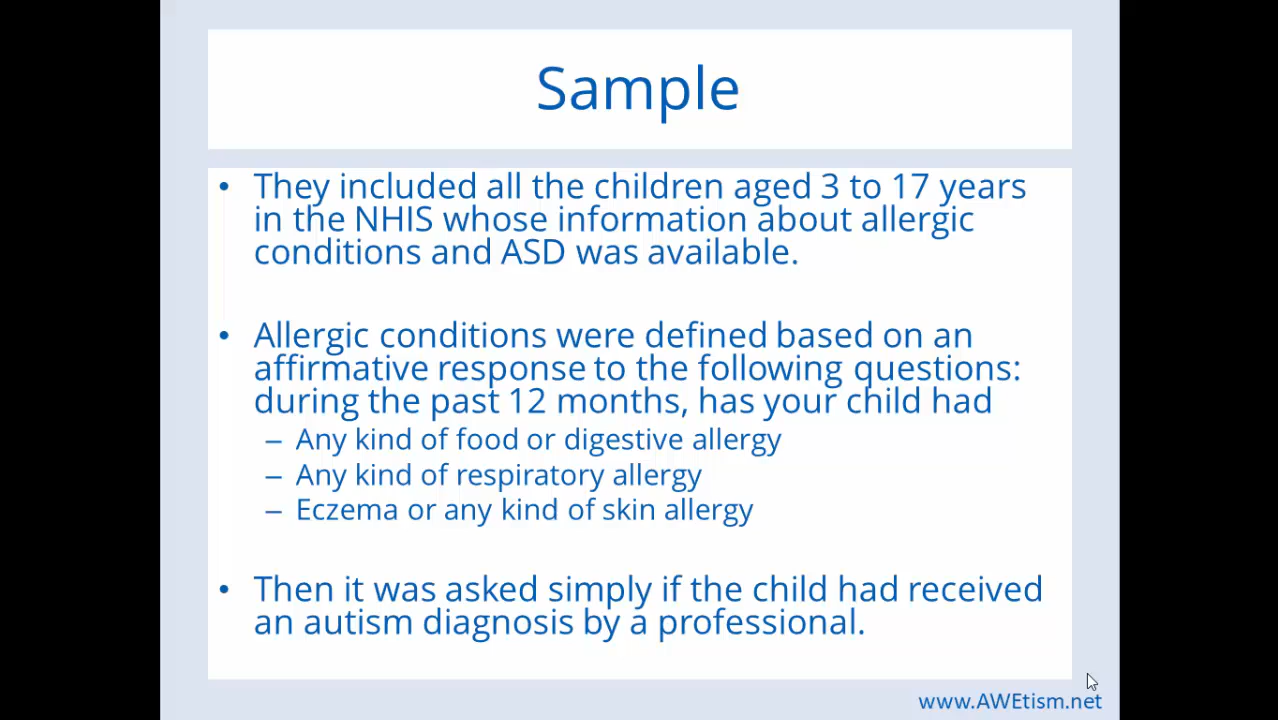 Sample
• They included all the children aged 3 to 17 years
in the NHIS whose information about allergic
conditions and ASD was available.
• Allergic conditions were defined based on an
affirmative response to the following questions:
during the past 12 months, has your child had
– Any kind of food or digestive allergy
– Any kind of respiratory allergy
– Eczema or any kind of skin allergy
• Then it was asked simply if the child had received
an autism diagnosis by a professional.
www.AWEtism.net